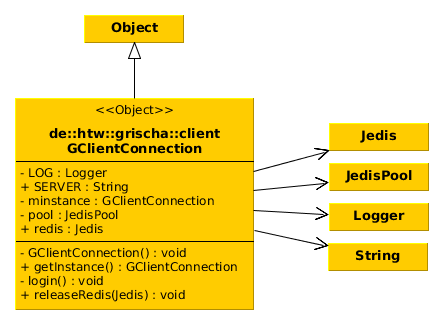 Object
<<Object>>
de::htw::grischa::client
GClientConnection
- LOG : Logger
+ SERVER : String
- minstance : GClientConnection
- pool : JedisPool
+ redis : Jedis
- GClientConnection() : void
+ getInstance() : GClientConnection
- login() : void
+ releaseRedis(Jedis) : void
Jedis
JedisPool
Logger
String